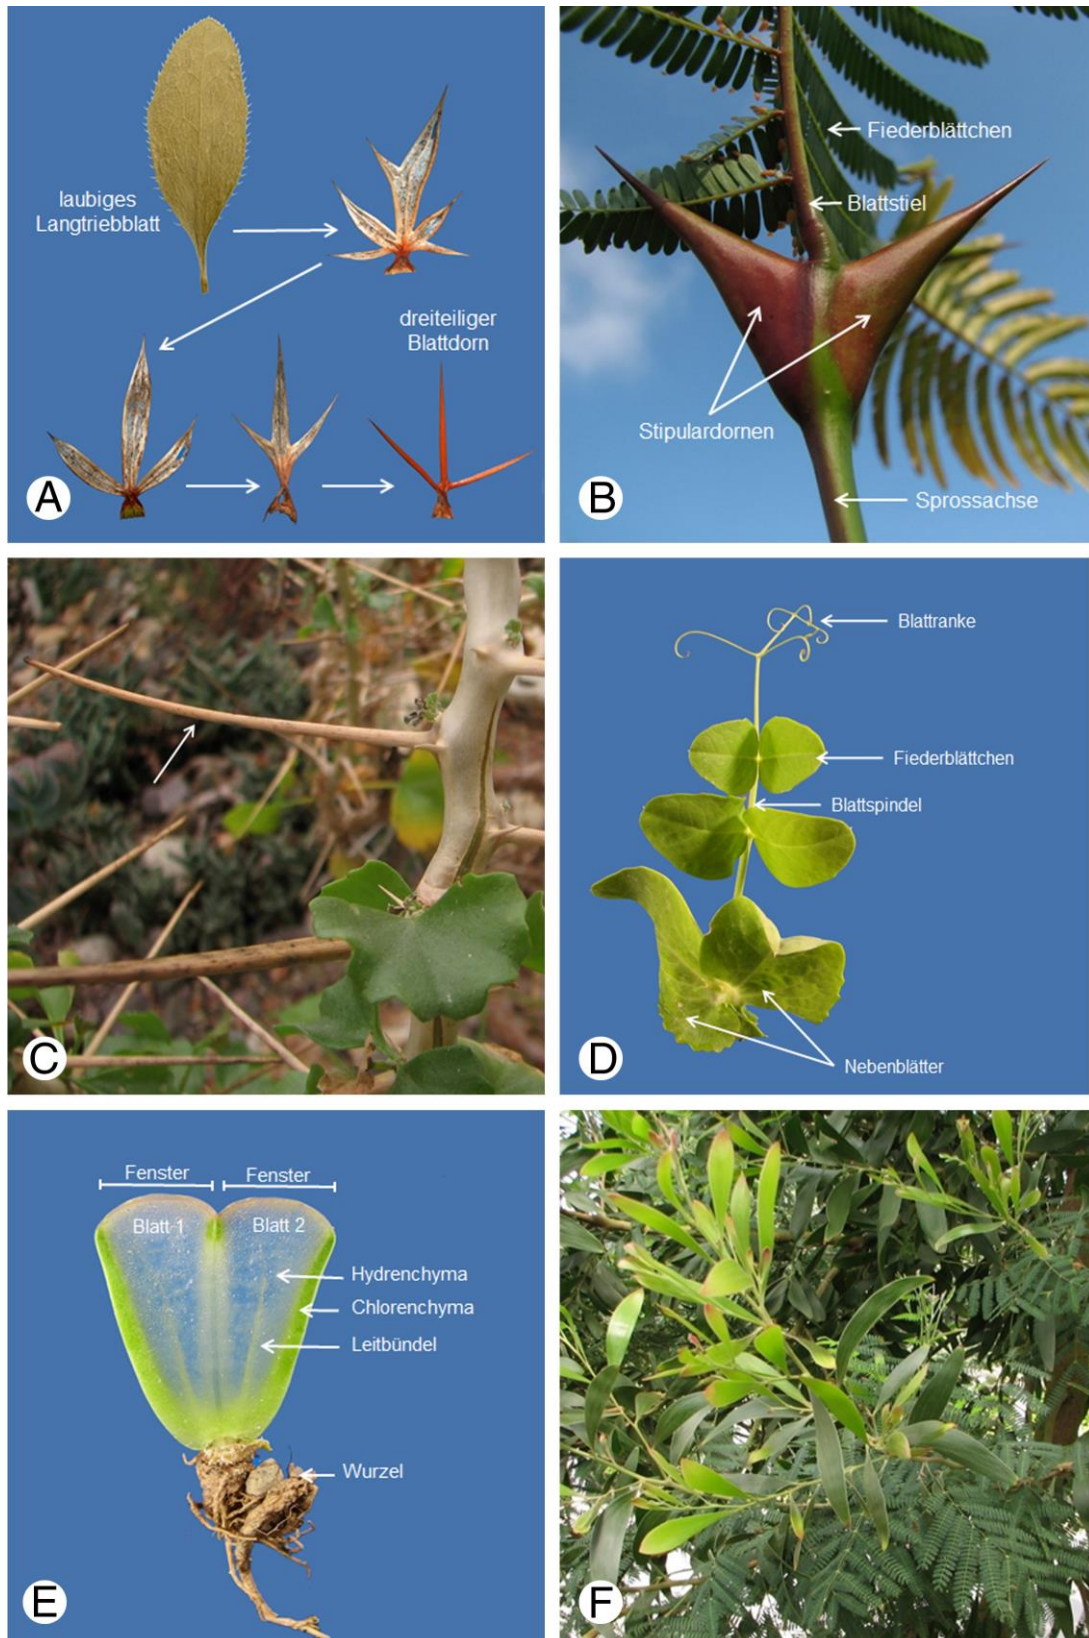 laubiges
Langtriebblatt
dreiteiliger
Blattdorn
A
Fiederblättchen
Blattstiel
Stipulardornen
Sprossachse
B
C
Blattranke
Fiederblättchen
Blattspindel
Nebenblätter
D
Fenster Fenster
Blatt 1 Blatt 2
Hydrenchyma
Chlorenchyma
Leitbündel
Wurzel
E
F